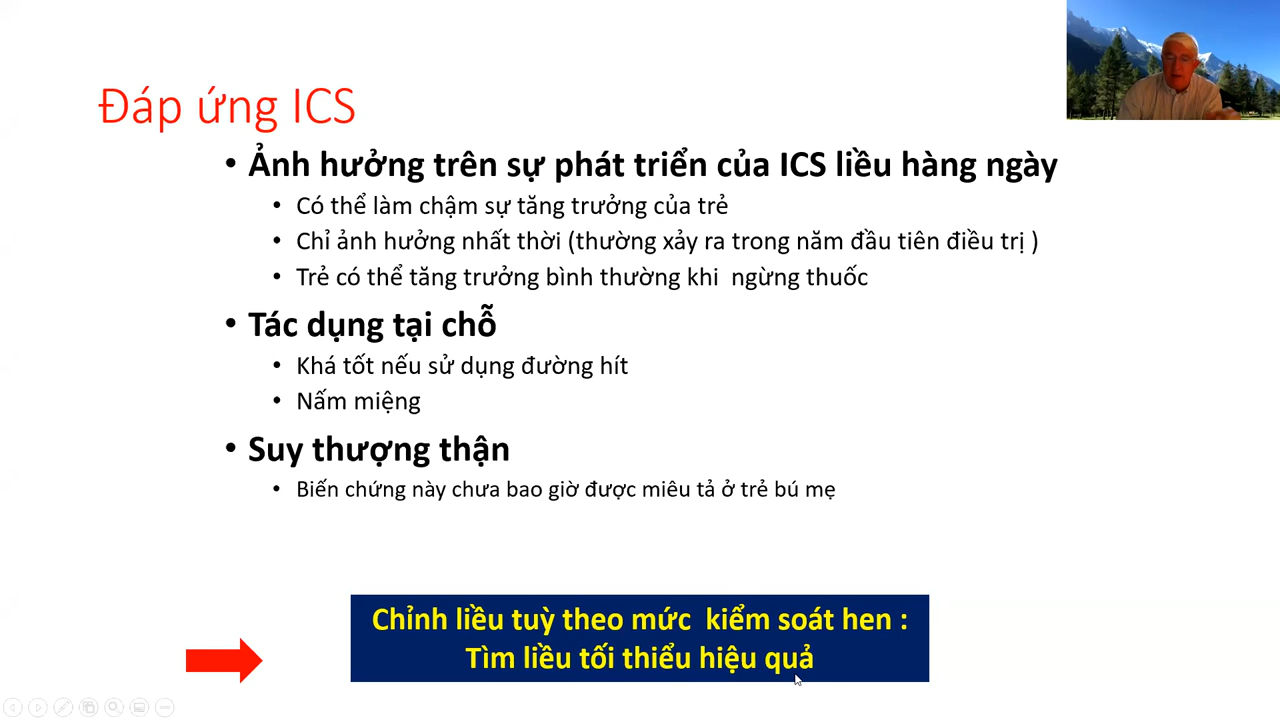 Đáp ứng ICS
• Ảnh hưởng trên sự phát triển của ICS liều hàng ngày
• Có thể làm chậm sự tăng trưởng của trẻ
• Chỉ ảnh hưởng nhất thời (thường xảy ra trong năm đầu tiên điều trị )
• Trẻ có thể tăng trưởng bình thường khi  ngừng thuốc
• Tác dụng tại chỗ
• Khá tốt nếu sử dụng đường hít
• Nấm miệng
• Suy thượng thận
• Biến chứng này chưa bao giờ được miêu tả ở trẻ bú mẹ
Chỉnh liều tuỳ theo mức  kiểm soát hen :
Tìm liều tối thiểu hiệu quả